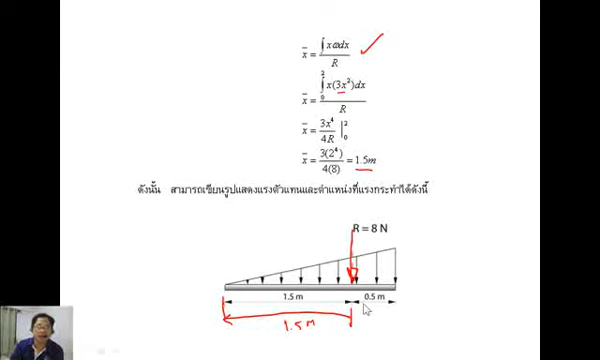 x̄ = ∫xωdx / R
x̄ = ∫₀² x(3x²)dx / R
x̄ = 3x⁴ / 4R |₀²
x̄ = 3(2⁴) / 4(8) = 1.5m
ดังนั้น สามารถเขียนรูปแสดงแรงตัวแทนและตำแหน่งที่แรงกระทำได้ดังนี้
R = 8 N
1.5 m 0.5 m
1.5 M